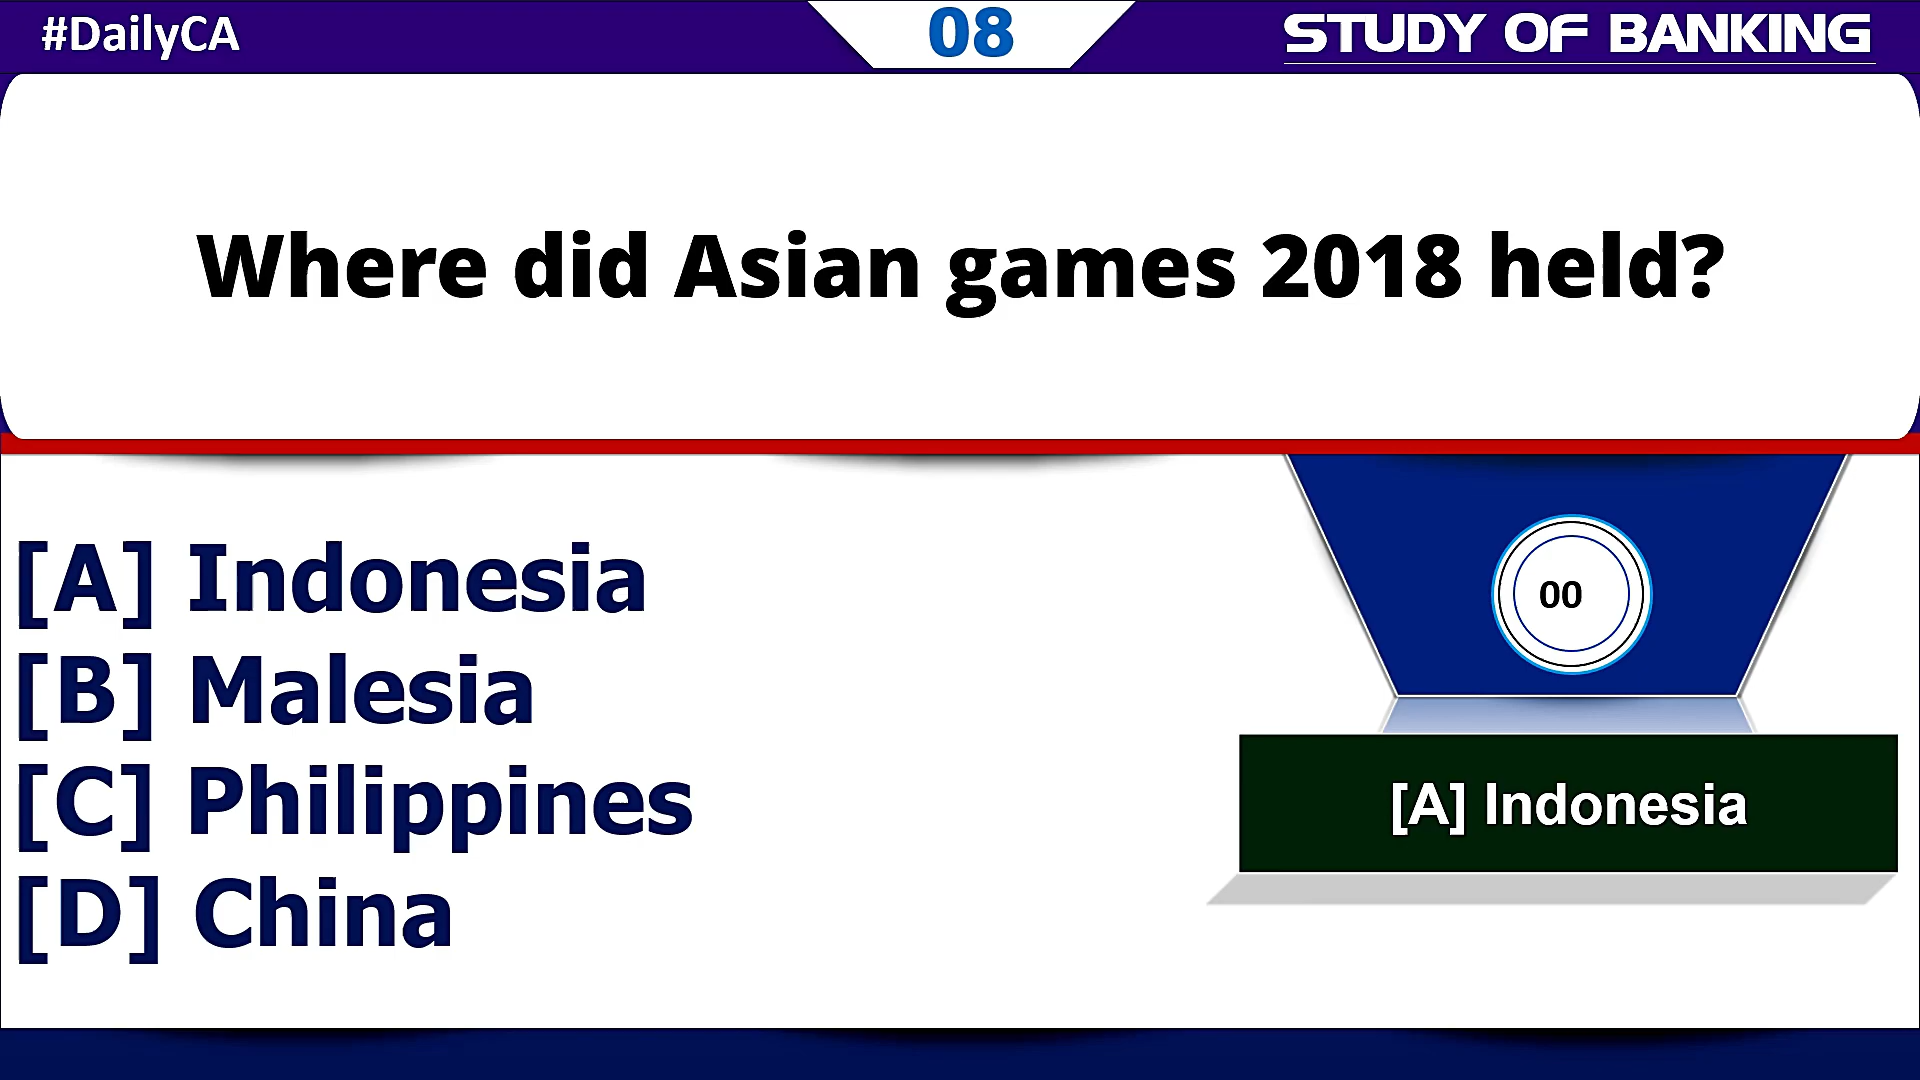 #DailyCA
08
STUDY OF BANKING
Where did Asian games 2018 held?
[A] Indonesia
[B] Malesia
[C] Philippines
[D] China
00
[A] Indonesia